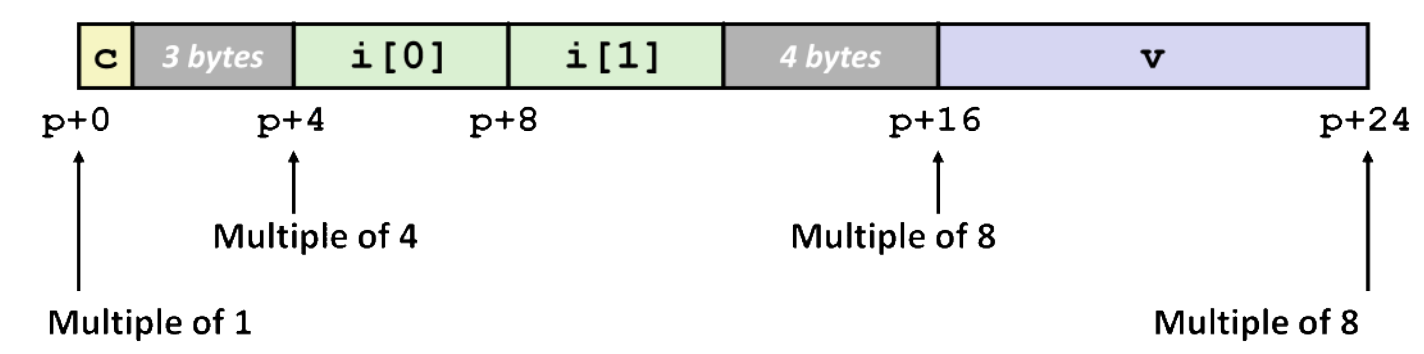 c 3 bytes i[0] i[1] 4 bytes v
p+0 p+4 p+8 p+16 p+24
Multiple of 4 Multiple of 8
Multiple of 1 Multiple of 8